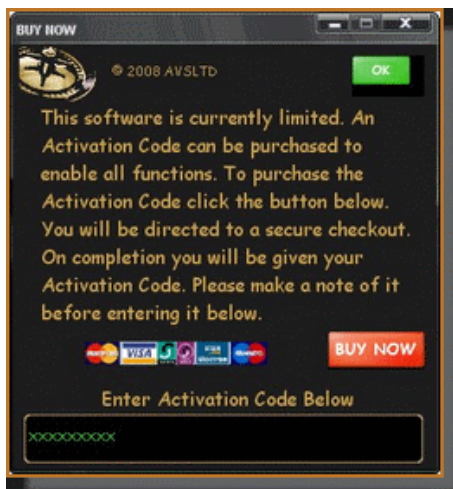 BUY NOW
© 2008 AVSLTD
OK
This software is currently limited. An
Activation Code can be purchased to
enable all functions. To purchase the
Activation Code click the button below.
You will be directed to a secure checkout.
On completion you will be given your
Activation Code. Please make a note of it
before entering it below.
VISA
BUY NOW
Enter Activation Code Below
xxxxxxxxx